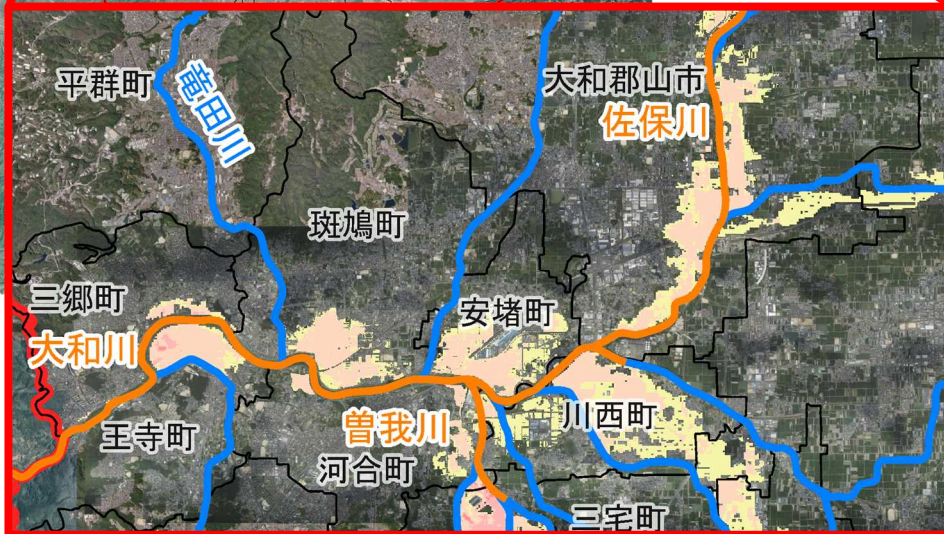 平群町
竜田川
大和郡山市
佐保川
斑鳩町
三郷町
大和川
安堵町
王寺町
曽我川
河合町
川西町
三宅町